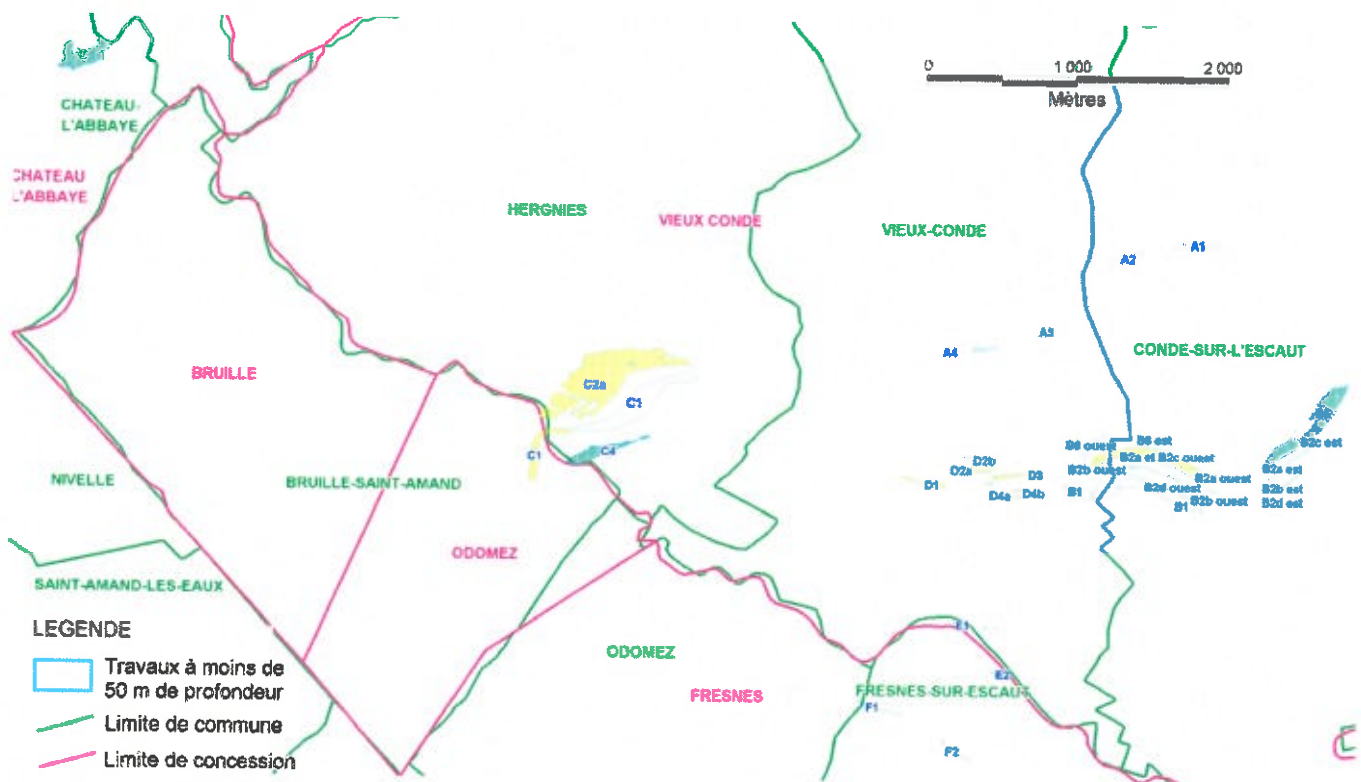 0 1 000 2 000
Mètres
CHATEAU-
L'ABBAYE
CHATEAU
L'ABBAYE
HERGNIES
VIEUX CONDE
VIEUX-CONDE
A1
A2
A3
A4
CONDE-SUR-L'ESCAUT
BRUILLE
C2a
C1
C1
C4
B6 ouest
B6 est
B2c est
B2a et B2c ouest
D2b
D2a
B2b ouest
B2a est
D3
B2a ouest
D1
B2d ouest
B2b est
D4a
D4b
B1
B2b ouest
B2d est
B1
NIVELLE
BRUILLE-SAINT-AMAND
ODOMEZ
SAINT-AMAND-LES-EAUX
E1
ODOMEZ
E2
FRESNES
FRESNES-SUR-ESCAUT
F1
F2
LEGENDE
Travaux à moins de
50 m de profondeur
Limite de commune
Limite de concession